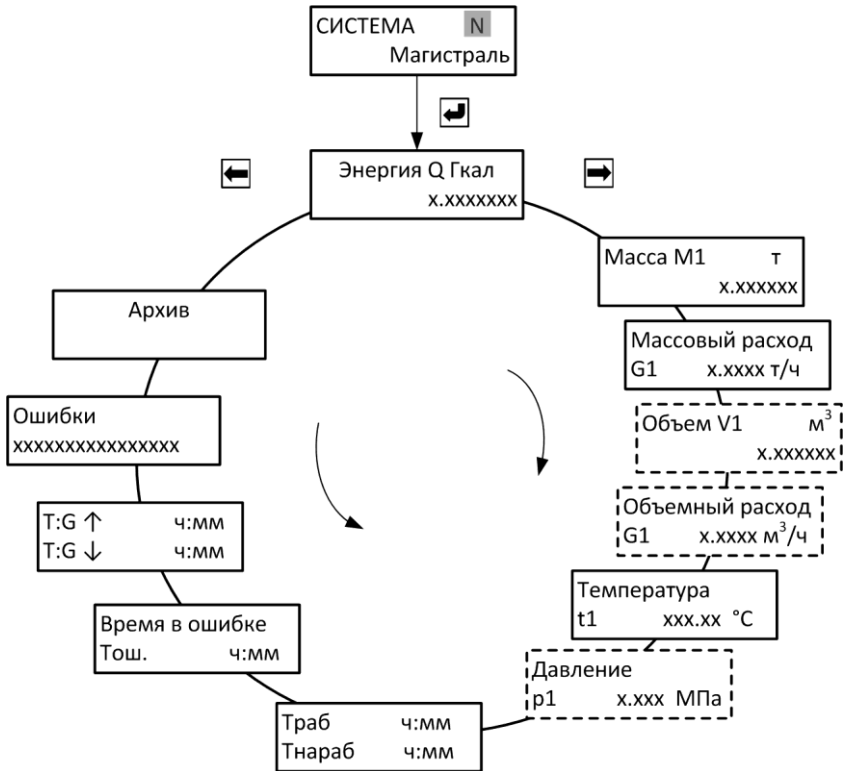 СИСТЕМА N
Магистраль
Энергия Q Гкал
x.xxxxxxx
Масса М1 т
x.xxxxxx
Массовый расход
G1 x.xxxx т/ч
Объем V1 м³
x.xxxxxx
Объемный расход
G1 x.xxxx м³/ч
Температура
t1 xxx.xx °C
Давление
p1 x.xxx МПа
Траб ч:мм
Тнараб ч:мм
Время в ошибке
Тош. ч:мм
T:G ↑ ч:мм
T:G ↓ ч:мм
Ошибки
xxxxxxxxxxxxxxxx
Архив